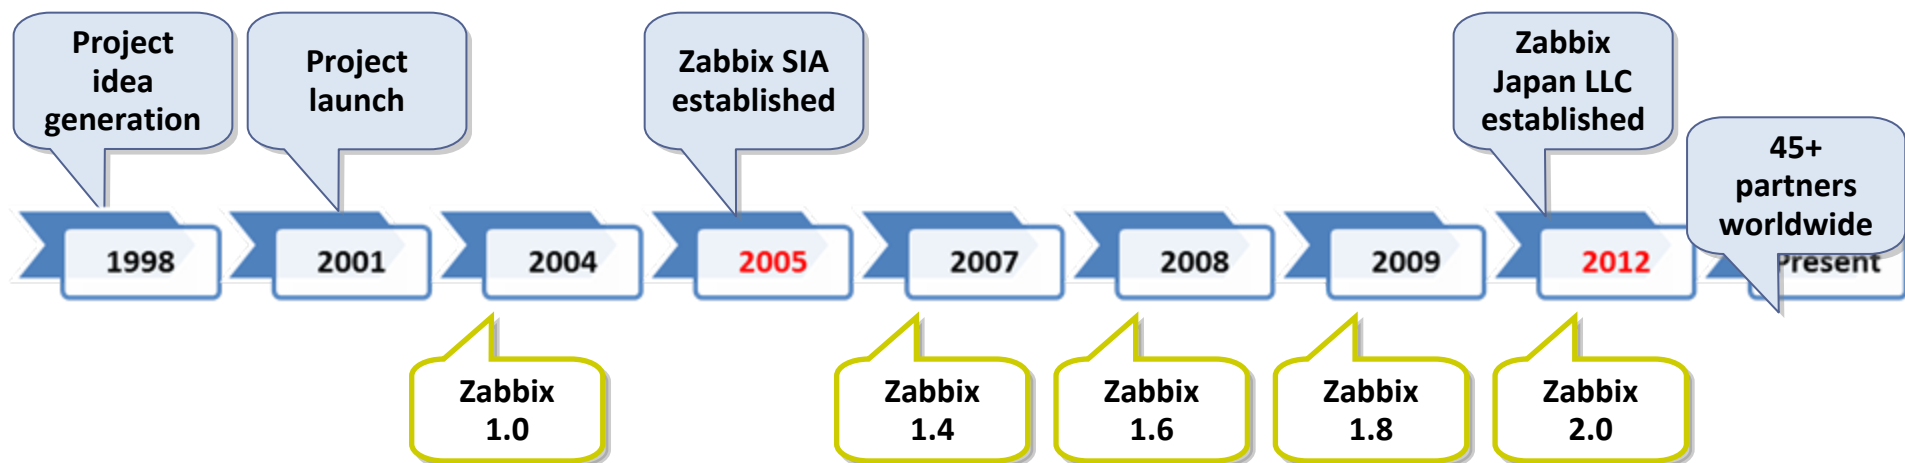 Project
idea
generation
Project
launch
Zabbix SIA
established
Zabbix
Japan LLC
established
45+
partners
worldwide
1998
2001
2004
2005
2007
2008
2009
2012
Present
Zabbix
1.0
Zabbix
1.4
Zabbix
1.6
Zabbix
1.8
Zabbix
2.0